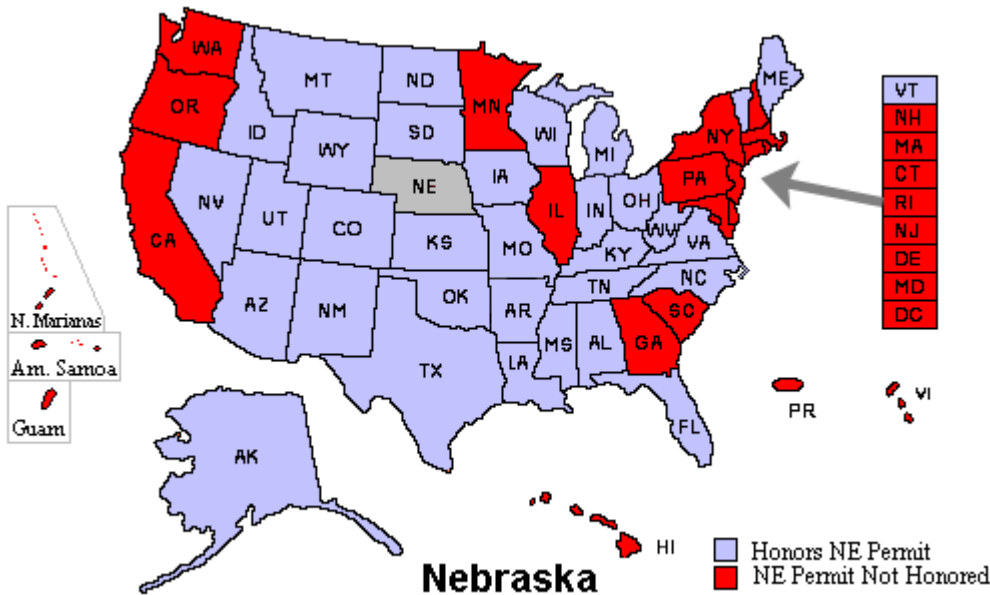 WA
OR
CA
ID
NV
MT
WY
UT
AZ
CO
NM
ND
SD
NE
KS
OK
TX
MN
IA
MO
AR
LA
WI
IL
MI
IN
OH
KY
TN
MS
AL
GA
FL
SC
NC
VA
WV
PA
NY
ME
VT
NH
MA
CT
RI
NJ
DE
MD
DC
N. Marianas
Am. Samoa
Guam
AK
HI
PR
VI
Honors NE Permit
NE Permit Not Honored
Nebraska